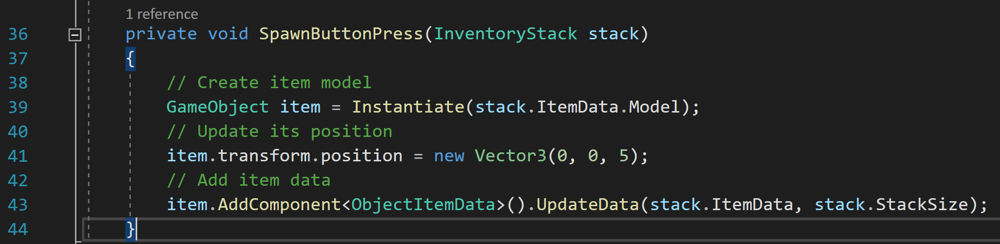 1 reference
36 private void SpawnButtonPress(InventoryStack stack)
37 {
38 // Create item model
39 GameObject item = Instantiate(stack.ItemData.Model);
40 // Update its position
41 item.transform.position = new Vector3(0, 0, 5);
42 // Add item data
43 item.AddComponent<ObjectItemData>().UpdateData(stack.ItemData, stack.StackSize);
44 }